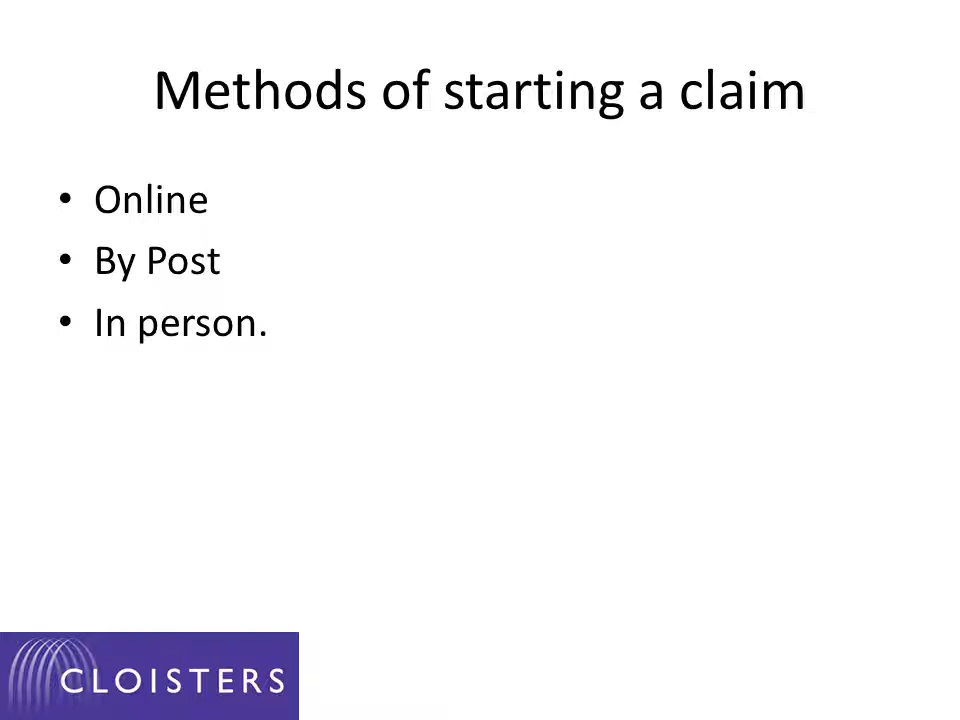 Methods of starting a claim
• Online
• By Post
• In person.
CLOISTERS